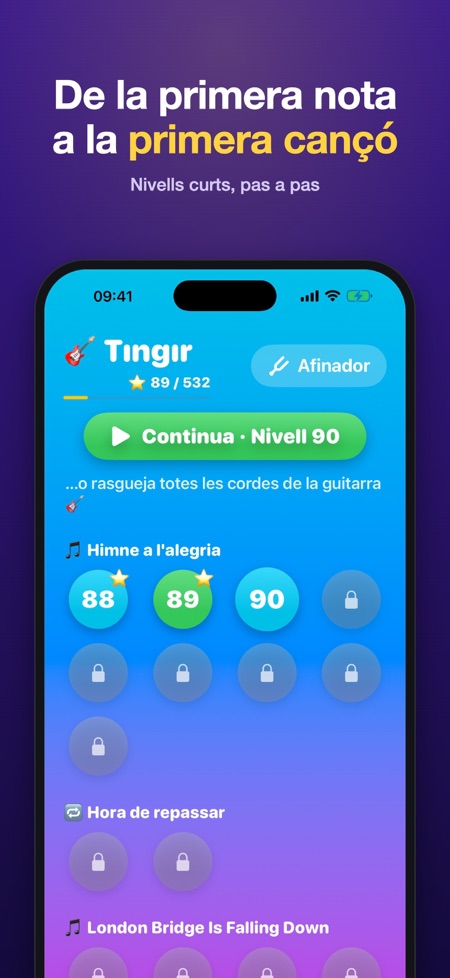 De la primera nota
a la primera cançó
Nivells curts, pas a pas
09:41
🎸 Tıngır
⭐ 89 / 532
Afinador
Continua · Nivell 90
...o rasgueja totes les cordes de la guitarra
🎸
🎵 Himne a l'alegria
88
89
90
🔁 Hora de repassar
🎵 London Bridge Is Falling Down